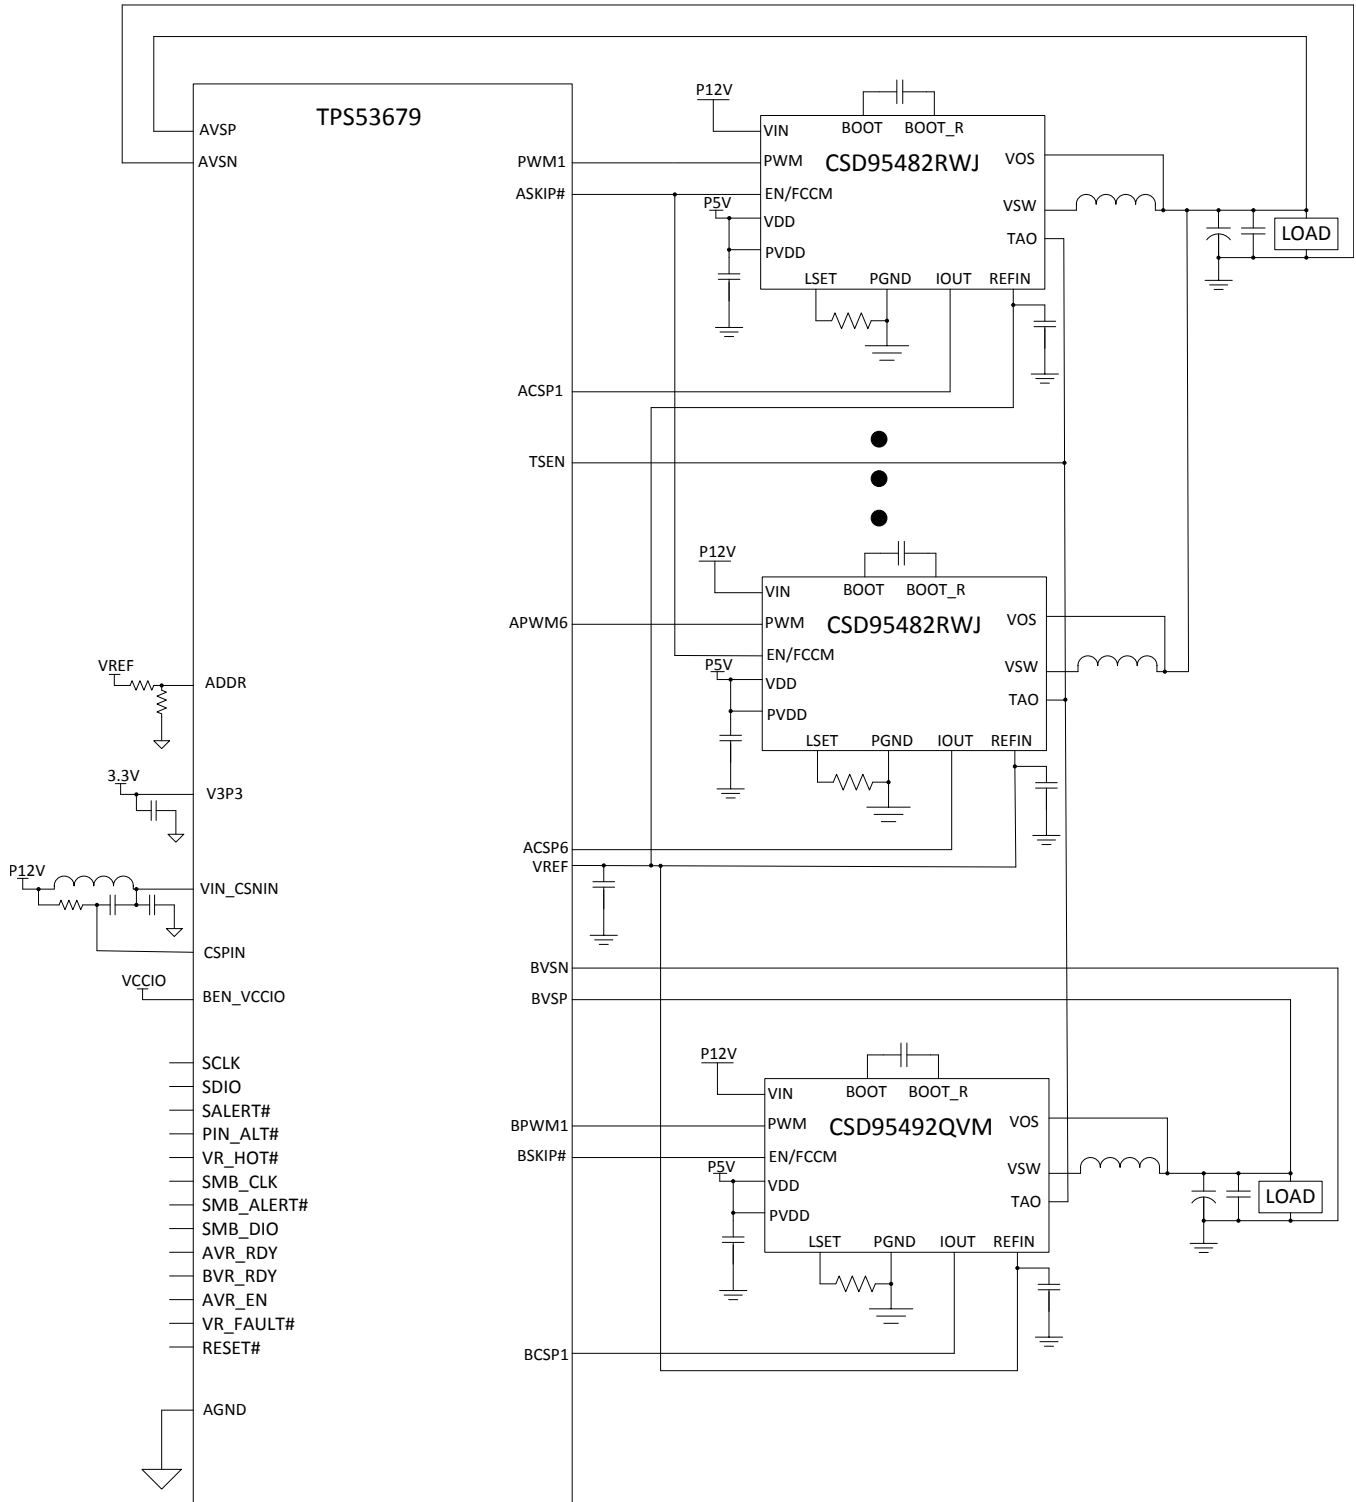 TPS53679
AVSP
AVSN
PWM1
ASKIP#
ACSP1
TSEN
APWM6
VREF
ADDR
3.3V
V3P3
ACSP6
VREF
P12V
VIN_CSNIN
CSPIN
VCCIO
BEN_VCCIO
BVSN
BVSP
SCLK
SDIO
SALERT#
PIN_ALT#
VR_HOT#
SMB_CLK
SMB_ALERT#
SMB_DIO
AVR_RDY
BVR_RDY
AVR_EN
VR_FAULT#
RESET#
AGND
BPWM1
BSKIP#
BCSP1
P12V
VIN
BOOT
BOOT_R
PWM
CSD95482RWJ
VOS
EN/FCCM
P5V
VDD
VSW
PVDD
TAO
LSET
PGND
IOUT
REFIN
LOAD
P12V
VIN
BOOT
BOOT_R
PWM
CSD95482RWJ
VOS
EN/FCCM
P5V
VDD
VSW
PVDD
TAO
LSET
PGND
IOUT
REFIN
P12V
VIN
BOOT
BOOT_R
PWM
CSD95492QVM
VOS
EN/FCCM
P5V
VDD
VSW
PVDD
TAO
LSET
PGND
IOUT
REFIN
LOAD